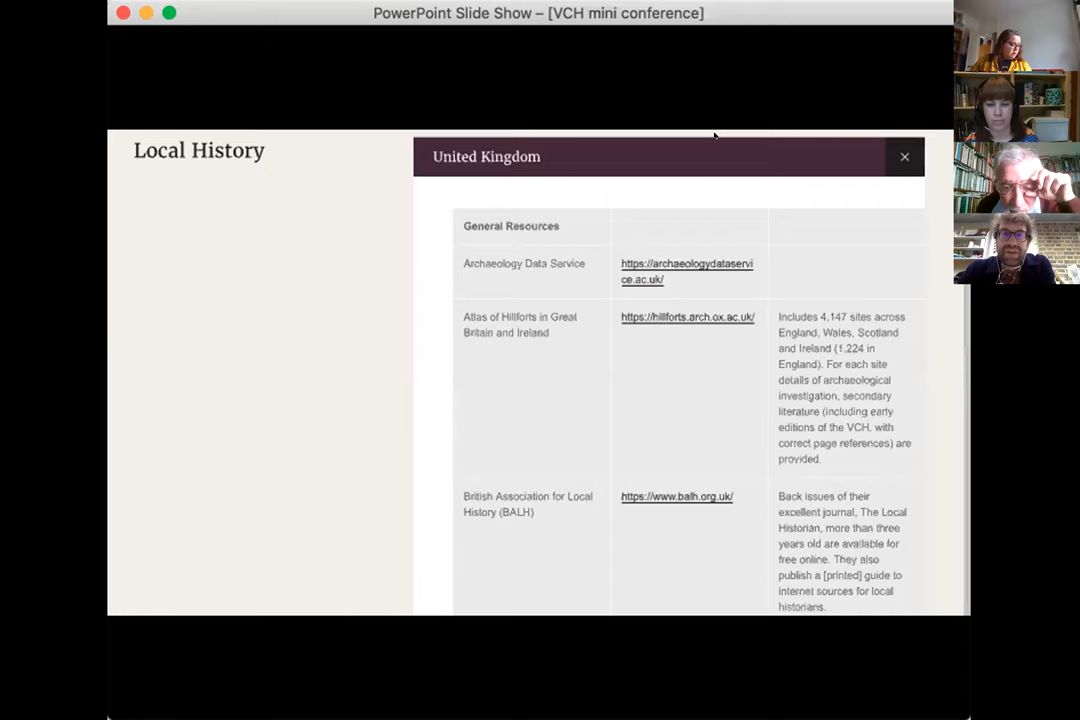 PowerPoint Slide Show – [VCH mini conference]
Local History
United Kingdom
×
General Resources
Archaeology Data Service
https://archaeologydataservi
ce.ac.uk/
Atlas of Hillforts in Great
Britain and Ireland
https://hillforts.arch.ox.ac.uk/
Includes 4,147 sites across
England, Wales, Scotland
and Ireland (1,224 in
England). For each site
details of archaeological
investigation, secondary
literature (including early
editions of the VCH, with
correct page references) are
provided.
British Association for Local
History (BALH)
https://www.balh.org.uk/
Back issues of their
excellent journal, The Local
Historian, more than three
years old are available for
free online. They also
publish a [printed] guide to
internet sources for local
historians.